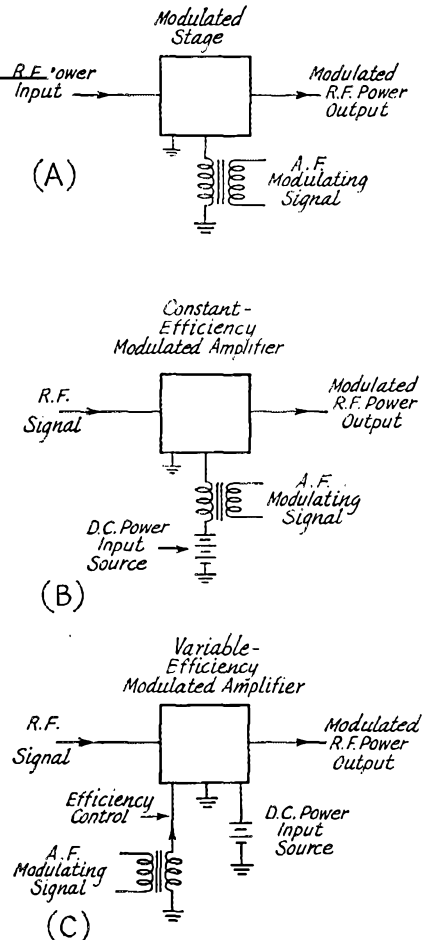 Modulated
Stage
R.F. Power
Input
Modulated
R.F. Power
Output
A.F.
Modulating
Signal
(A)
Constant-
Efficiency
Modulated Amplifier
R.F.
Signal
Modulated
R.F. Power
Output
A.F.
Modulating
Signal
D.C. Power
Input
Source
(B)
Variable-
Efficiency
Modulated Amplifier
R.F.
Signal
Modulated
R.F. Power
Output
Efficiency
Control
D.C. Power
Input
Source
A.F.
Modulating
Signal
(C)